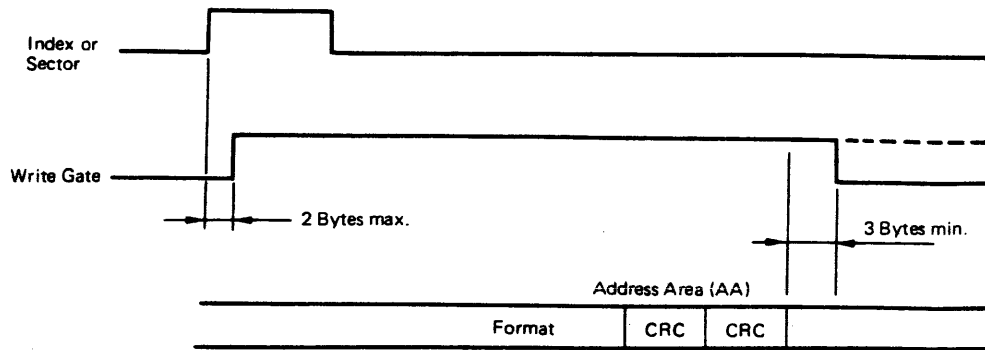 Index or
Sector
Write Gate
2 Bytes max.
3 Bytes min.
Address Area (AA)
Format CRC CRC